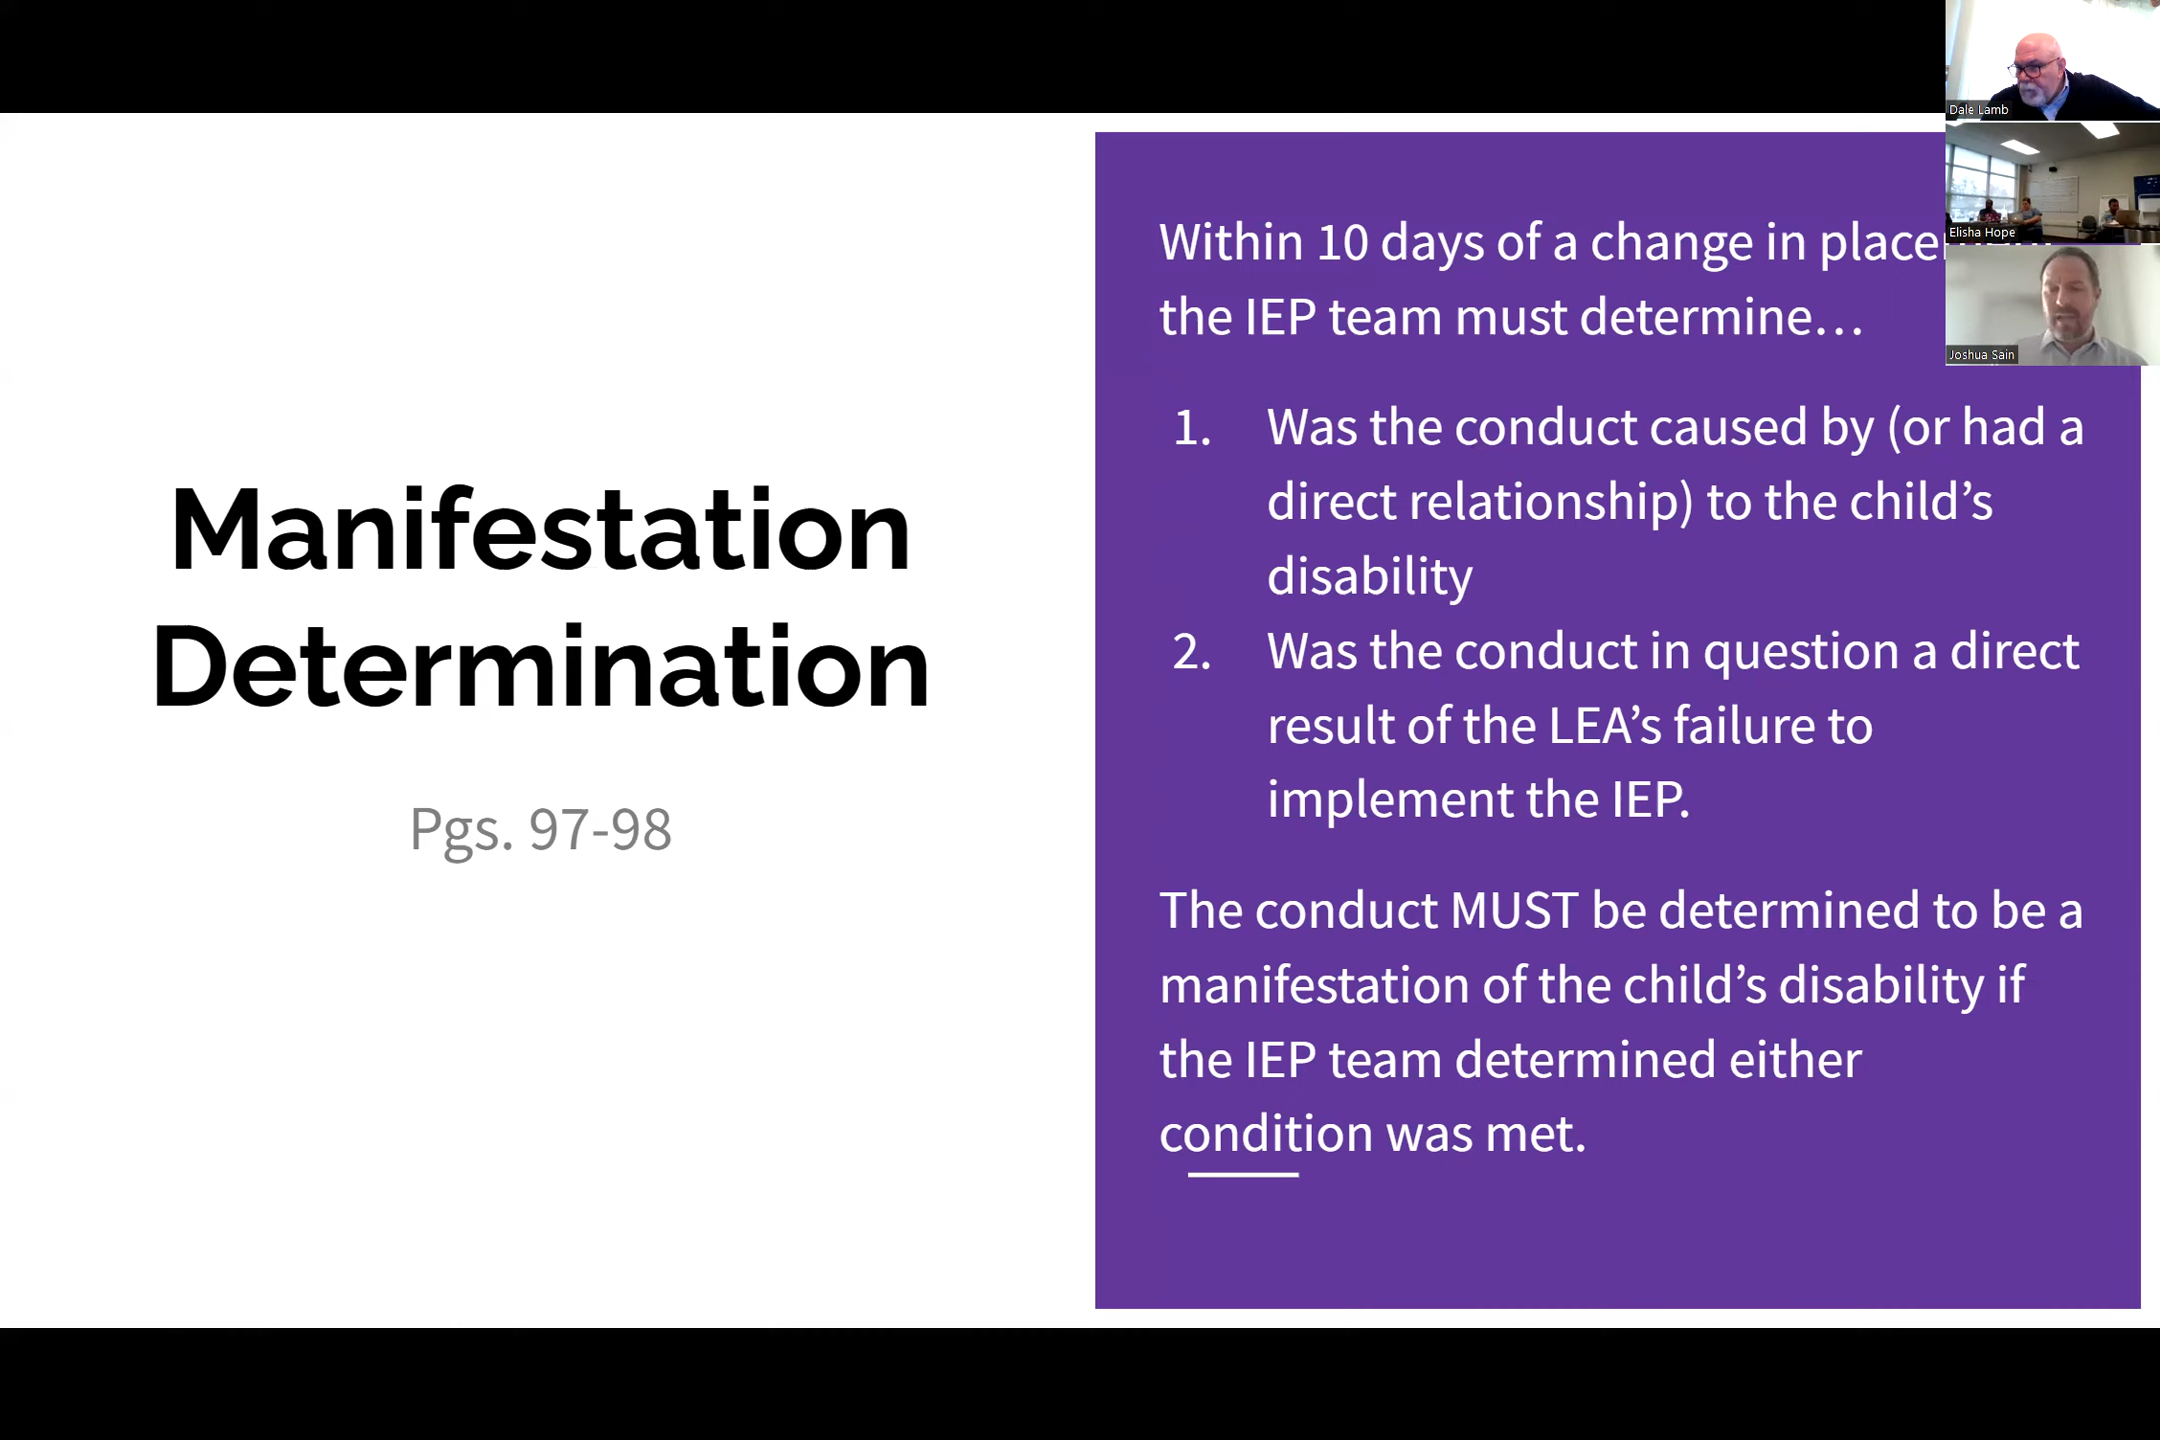 Manifestation
Determination
Pgs. 97-98
Within 10 days of a change in
the IEP team must determine…
1. Was the conduct caused by (or had a
direct relationship) to the child’s
disability
2. Was the conduct in question a direct
result of the LEA’s failure to
implement the IEP.
The conduct MUST be determined to be a
manifestation of the child’s disability if
the IEP team determined either
condition was met.
Dale Lamb
Elisha Hope
Joshua Sain